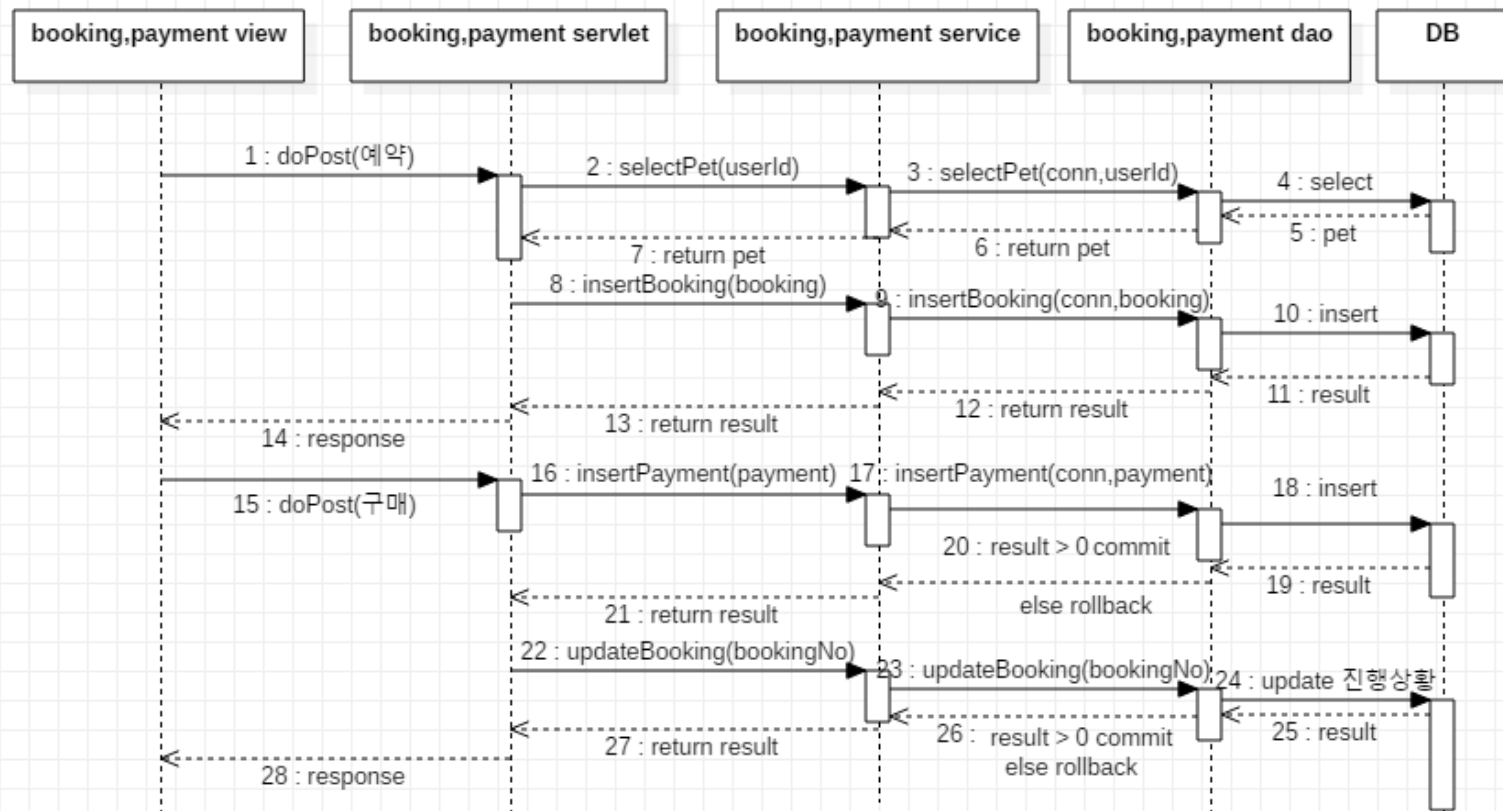 booking,payment view
booking,payment servlet
booking,payment service
booking,payment dao
DB
1 : doPost(예약)
2 : selectPet(userId)
3 : selectPet(conn,userId)
4 : select
5 : pet
6 : return pet
7 : return pet
8 : insertBooking(booking)
9 : insertBooking(conn,booking)
10 : insert
11 : result
12 : return result
13 : return result
14 : response
15 : doPost(구매)
16 : insertPayment(payment)
17 : insertPayment(conn,payment)
18 : insert
19 : result
20 : result > 0 commit
else rollback
21 : return result
22 : updateBooking(bookingNo)
23 : updateBooking(bookingNo)
24 : update 진행상황
25 : result
26 : result > 0 commit
else rollback
27 : return result
28 : response